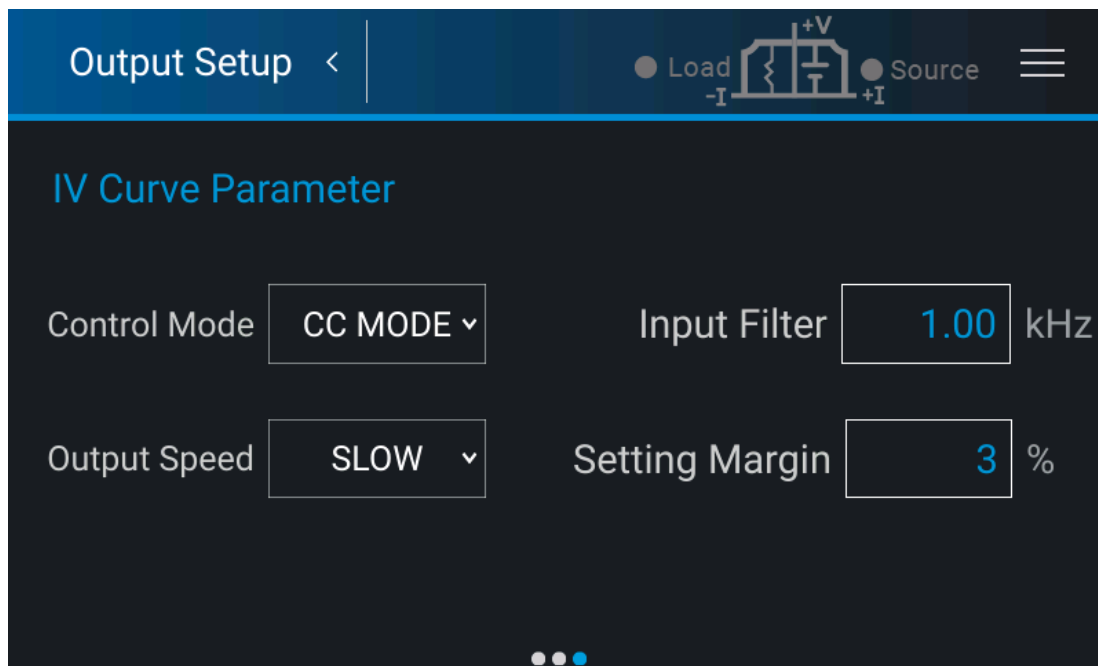 Output Setup <
Load
-I
+V
+I
Source
IV Curve Parameter
Control Mode CC MODE
Input Filter 1.00 kHz
Output Speed SLOW
Setting Margin 3 %